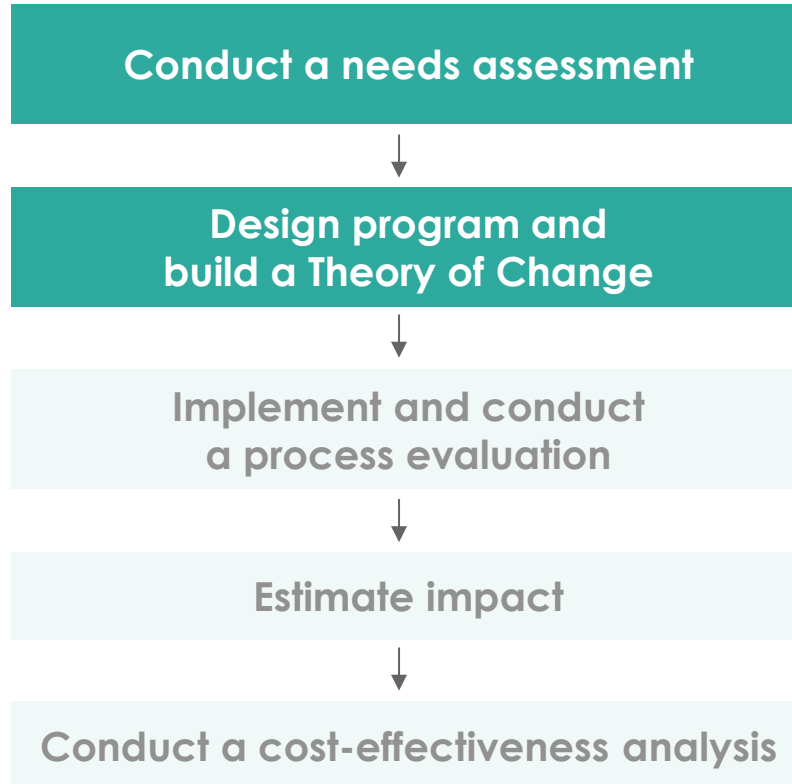 Conduct a needs assessment
Design program and
build a Theory of Change
Implement and conduct
a process evaluation
Estimate impact
Conduct a cost-effectiveness analysis